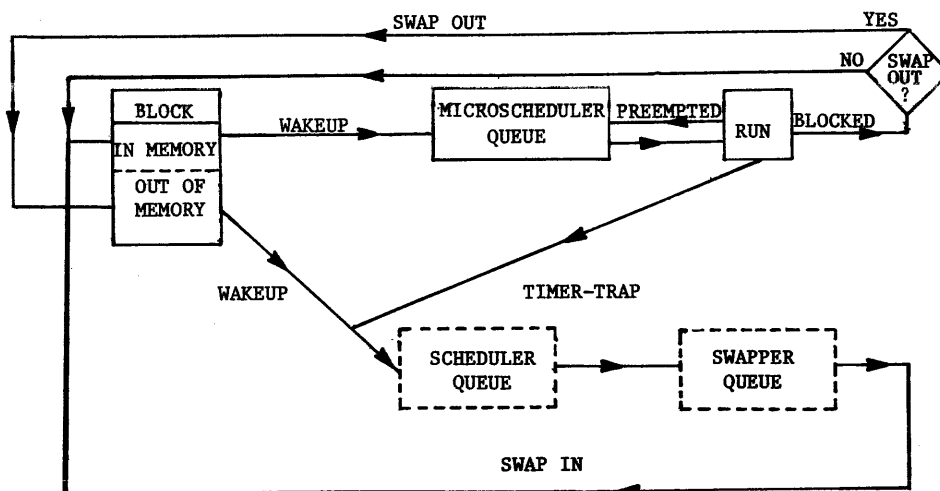 SWAP OUT
YES
NO
SWAP
OUT
?
BLOCK
IN MEMORY
OUT OF
MEMORY
WAKEUP
MICROSCHEDULER
QUEUE
PREEMPTED
RUN
BLOCKED
WAKEUP
TIMER-TRAP
SCHEDULER
QUEUE
SWAPPER
QUEUE
SWAP IN